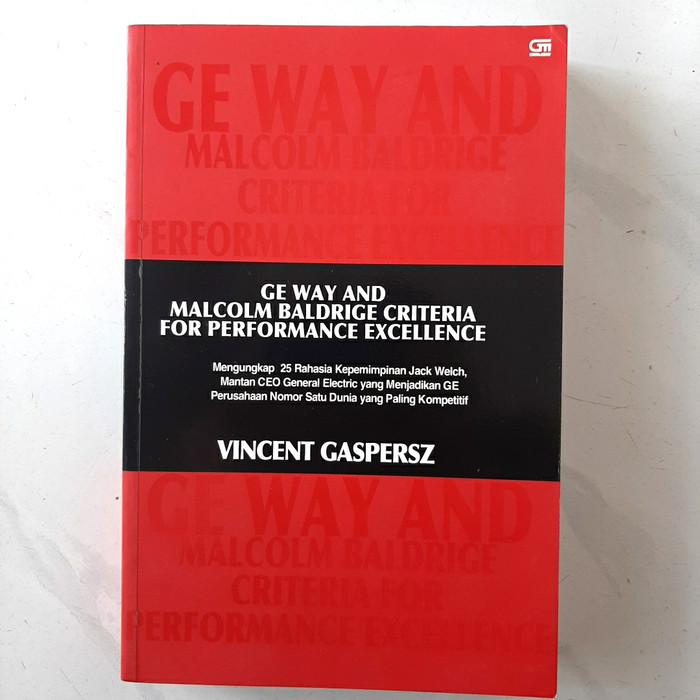 GM
GE WAY AND
MALCOLM BALDRIGE
CRITERIA FOR
PERFORMANCE EXCELLENCE
GE WAY AND
MALCOLM BALDRIGE CRITERIA
FOR PERFORMANCE EXCELLENCE
Mengungkap 25 Rahasia Kepemimpinan Jack Welch,
Mantan CEO General Electric yang Menjadikan GE
Perusahaan Nomor Satu Dunia yang Paling Kompetitif
VINCENT GASPERSZ
GE WAY AND
MALCOLM BALDRIGE
CRITERIA FOR
PERFORMANCE EXCELLENCE